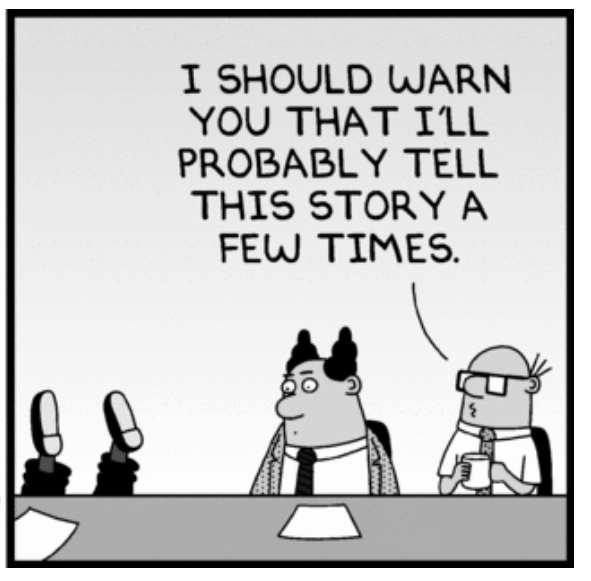 I SHOULD WARN
YOU THAT I'LL
PROBABLY TELL
THIS STORY A
FEW TIMES.